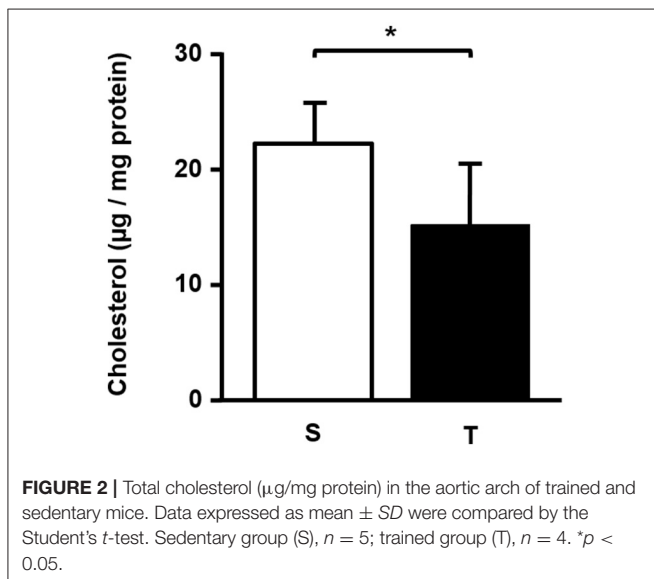 *
30
20
10
0
Cholesterol (µg / mg protein)
S
T
FIGURE 2 | Total cholesterol (µg/mg protein) in the aortic arch of trained and
sedentary mice. Data expressed as mean ± SD were compared by the
Student's t-test. Sedentary group (S), n = 5; trained group (T), n = 4. *p <
0.05.